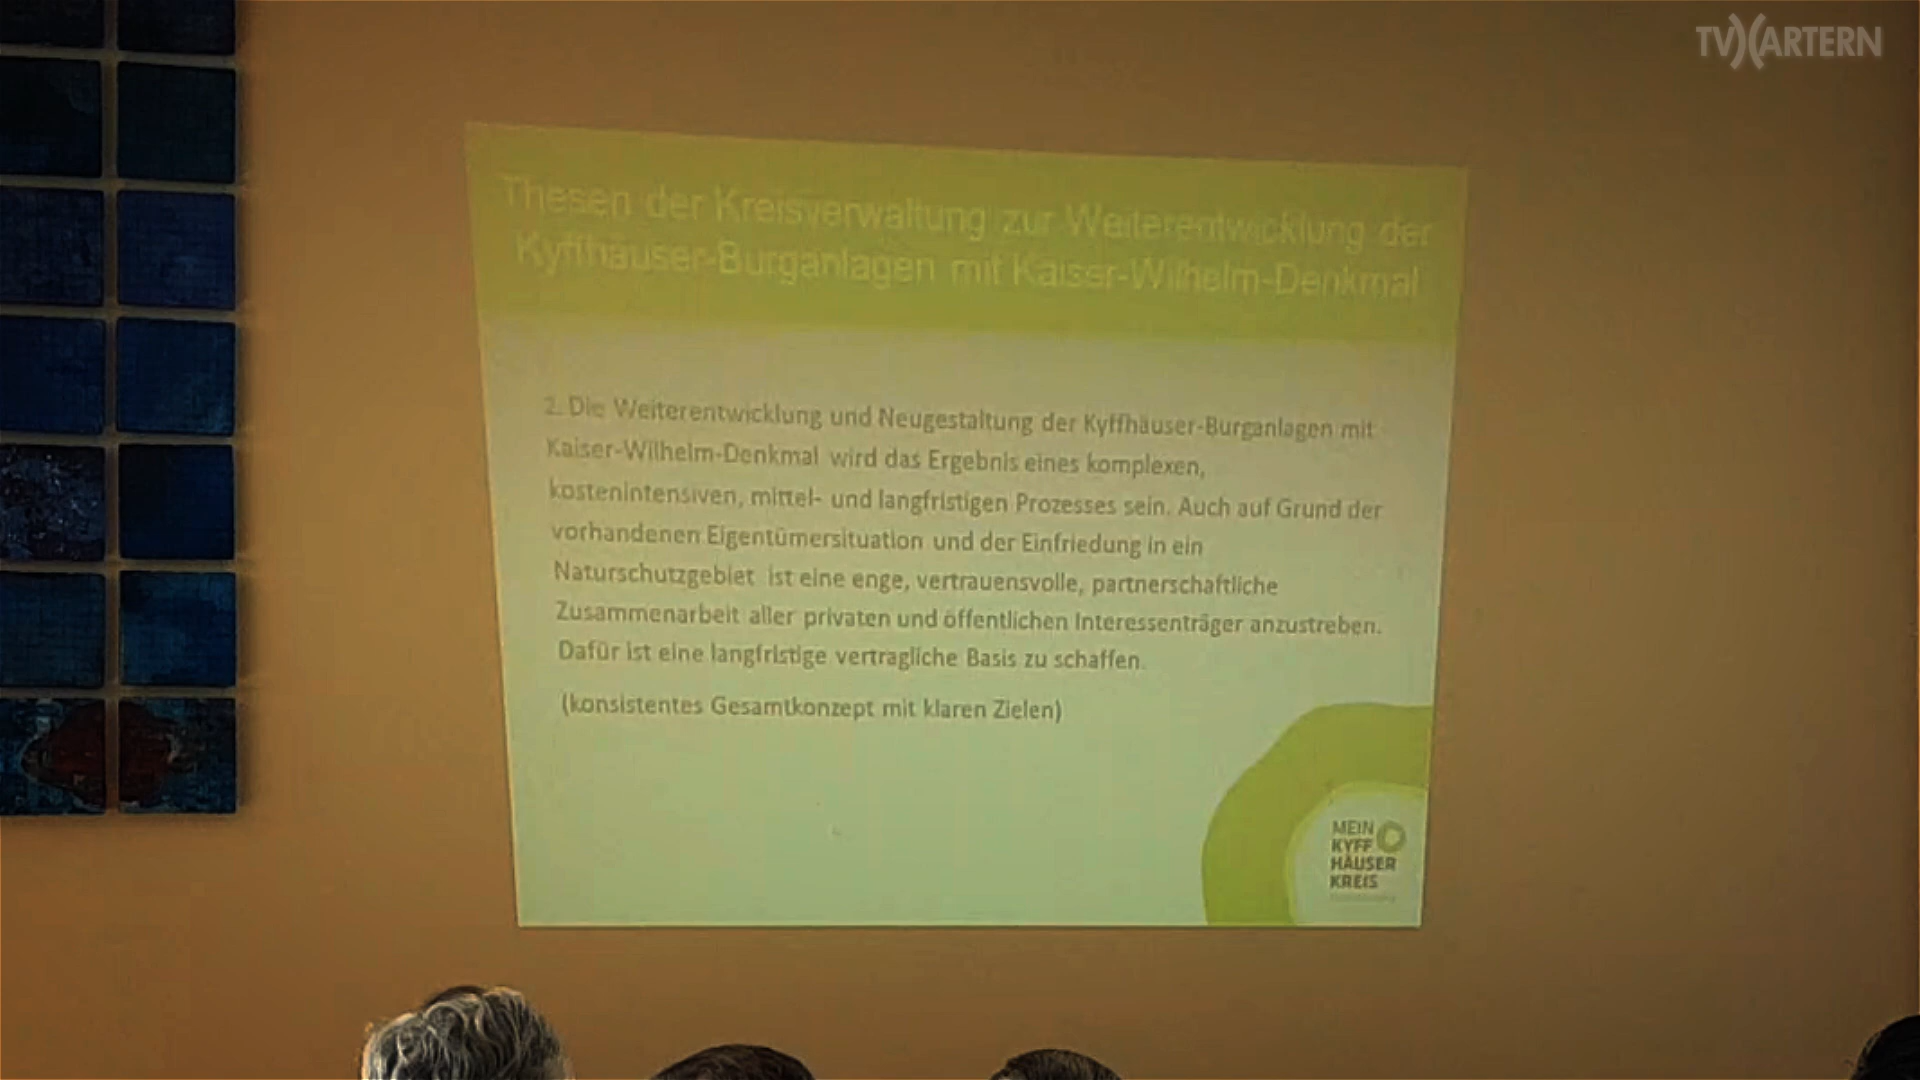 TV ARTERN
Thesen der Kreisverwaltung zur Weiterentwicklung der
Kyffhäuser-Burganlagen mit Kaiser-Wilhelm-Denkmal
2. Die Weiterentwicklung und Neugestaltung der Kyffhäuser-Burganlagen mit
Kaiser-Wilhelm-Denkmal wird das Ergebnis eines komplexen,
kostenintensiven, mittel- und langfristigen Prozesses sein. Auch auf Grund der
vorhandenen Eigentümersituation und der Einfriedung in ein
Naturschutzgebiet ist eine enge, vertrauensvolle, partnerschaftliche
Zusammenarbeit aller privaten und öffentlichen Interessenträger anzustreben.
Dafür ist eine langfristige vertragliche Basis zu schaffen.
(konsistentes Gesamtkonzept mit klaren Zielen)
MEIN
KYFF
HÄUSER
KREIS